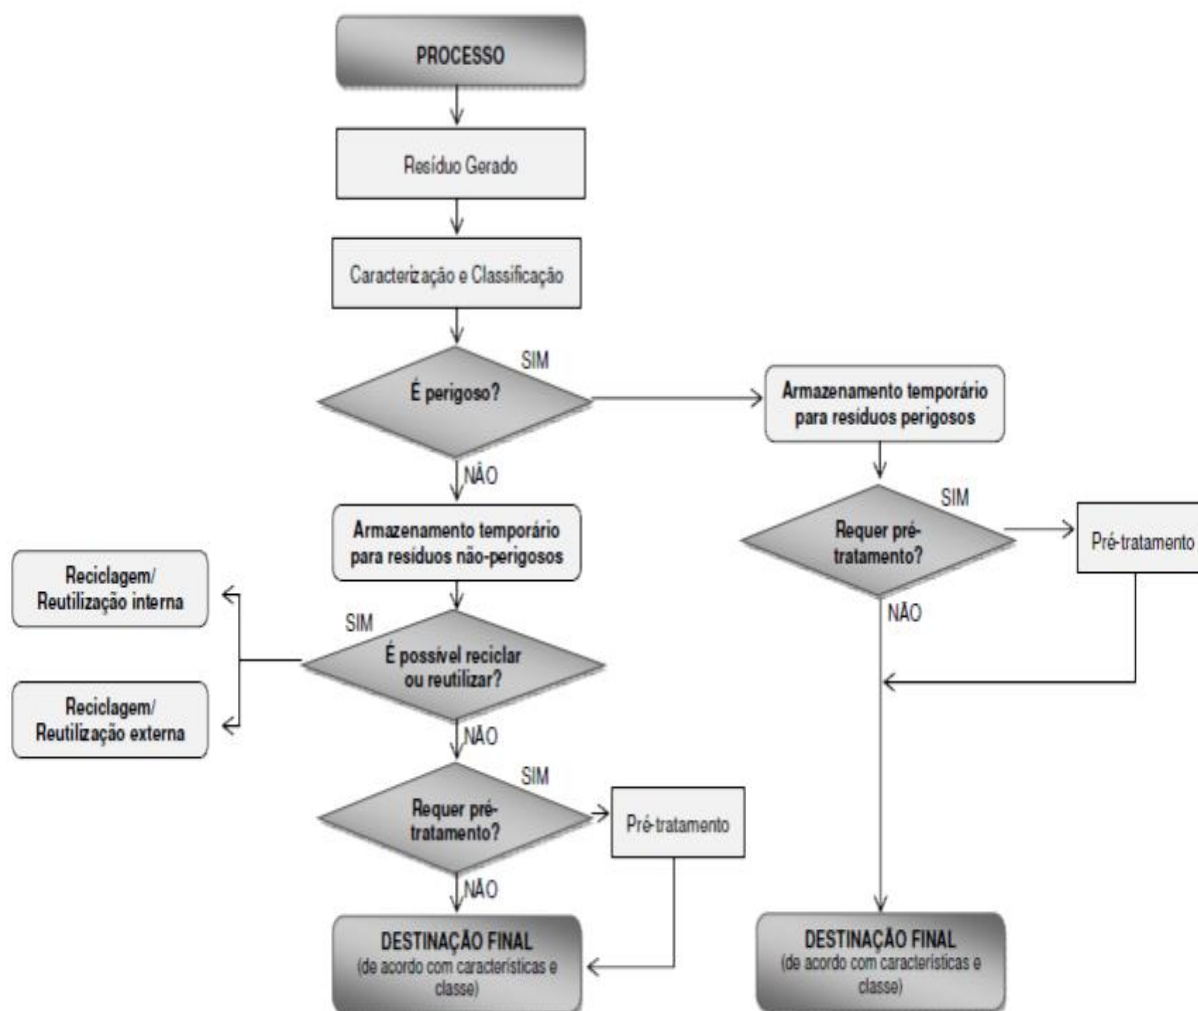 PROCESSO
Resíduo Gerado
Caracterização e Classificação
É perigoso?
SIM
Armazenamento temporário
para resíduos perigosos
NÃO
Armazenamento temporário
para resíduos não-perigosos
Requer pré-
tratamento?
SIM
Pré-tratamento
NÃO
Reciclagem/
Reutilização interna
SIM
É possível reciclar
ou reutilizar?
Reciclagem/
Reutilização externa
NÃO
Requer pré-
tratamento?
SIM
Pré-tratamento
NÃO
DESTINAÇÃO FINAL
(de acordo com características e
classe)
DESTINAÇÃO FINAL
(de acordo com características e
classe)